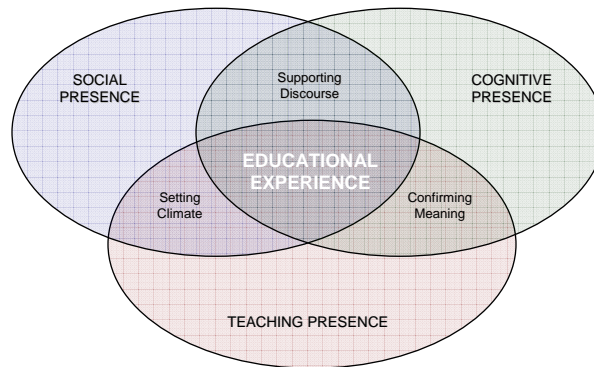 SOCIAL
PRESENCE
Supporting
Discourse
COGNITIVE
PRESENCE
EDUCATIONAL
EXPERIENCE
Setting
Climate
Confirming
Meaning
TEACHING PRESENCE